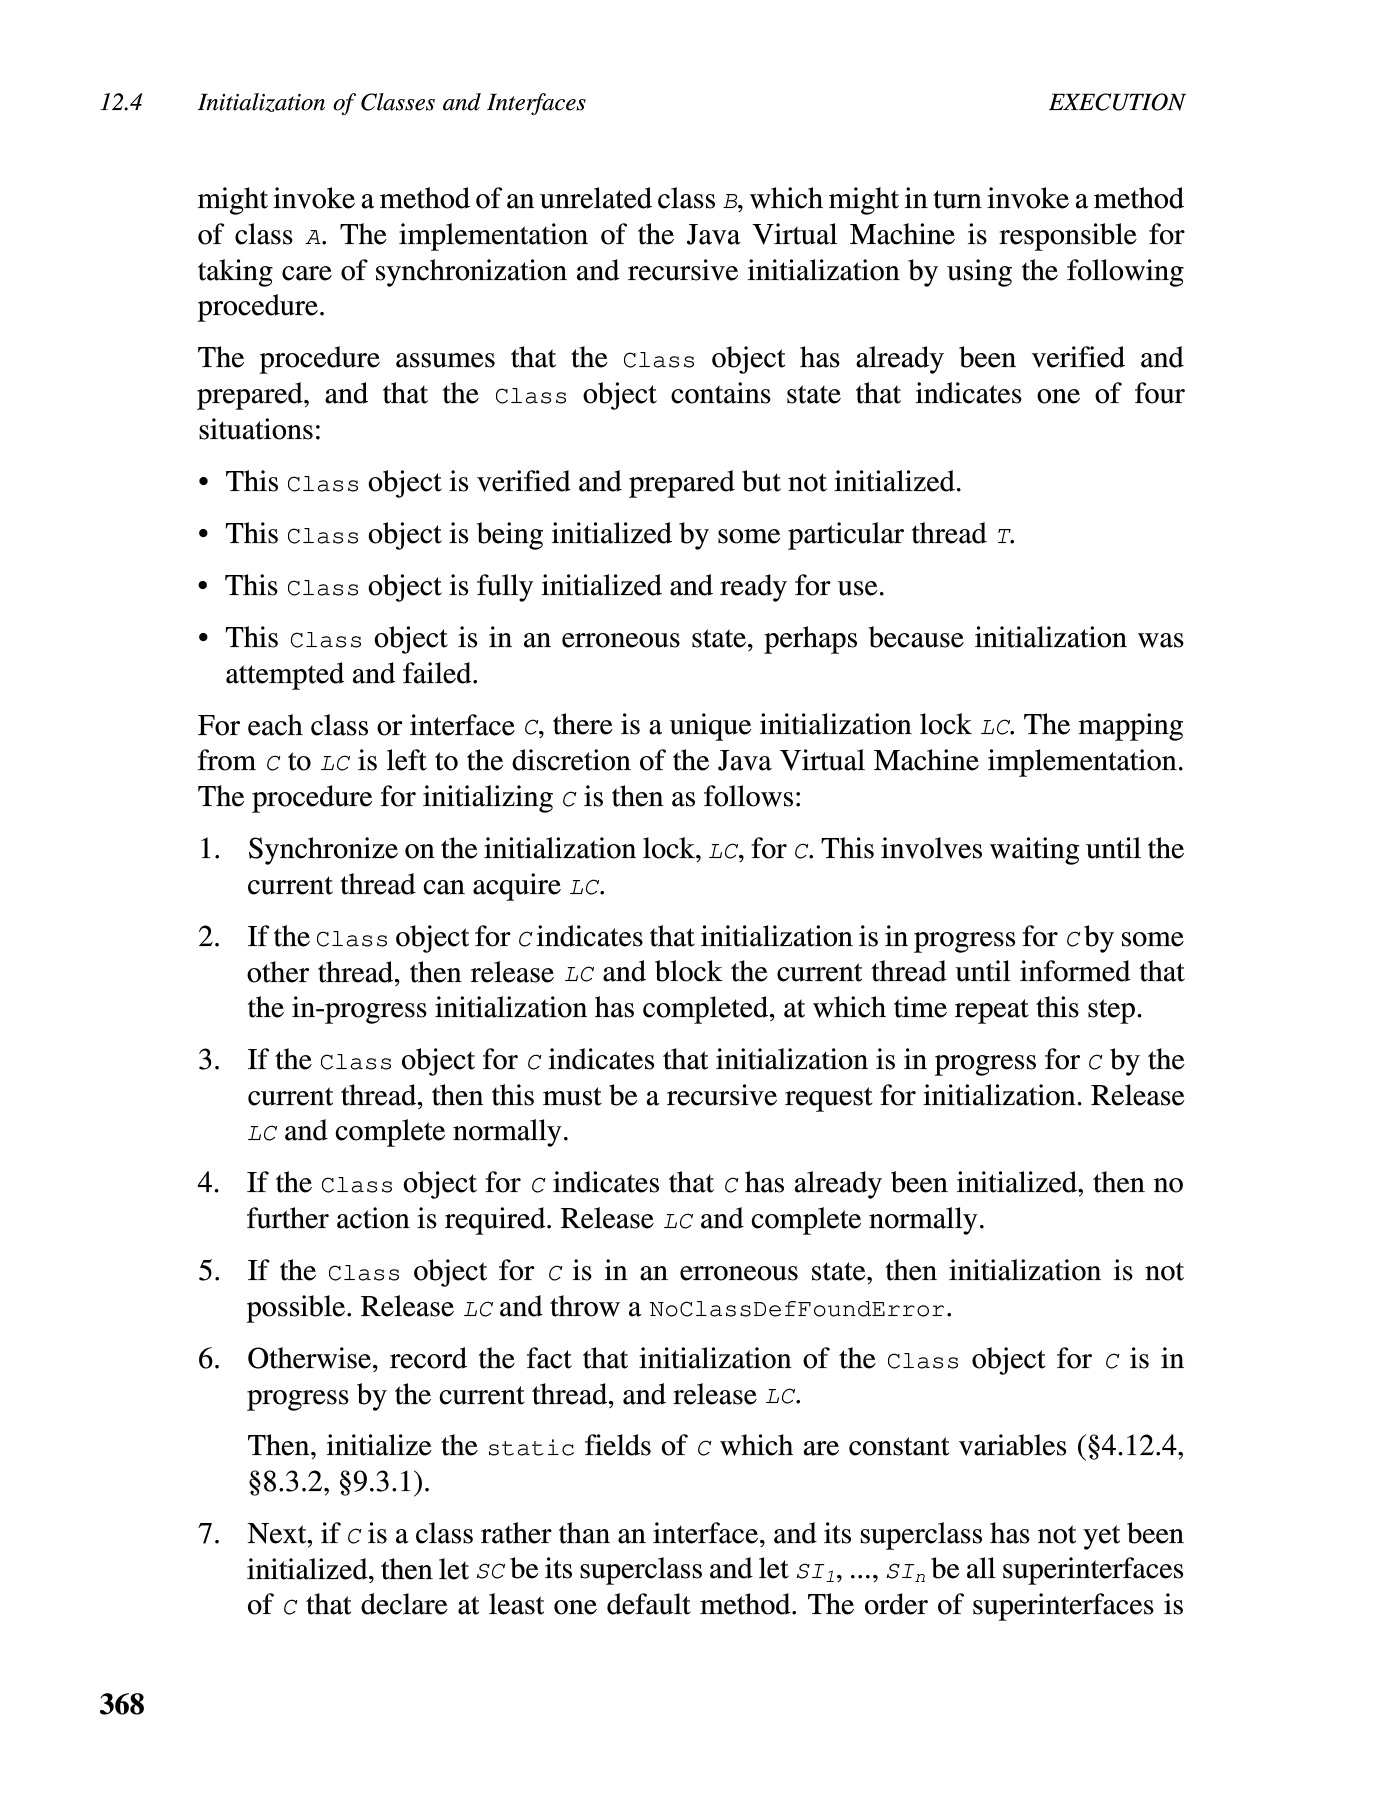 12.4 Initialization of Classes and Interfaces EXECUTION
might invoke a method of an unrelated class B, which might in turn invoke a method
of class A. The implementation of the Java Virtual Machine is responsible for
taking care of synchronization and recursive initialization by using the following
procedure.
The procedure assumes that the Class object has already been verified and
prepared, and that the Class object contains state that indicates one of four
situations:
• This Class object is verified and prepared but not initialized.
• This Class object is being initialized by some particular thread T.
• This Class object is fully initialized and ready for use.
• This Class object is in an erroneous state, perhaps because initialization was
attempted and failed.
For each class or interface C, there is a unique initialization lock LC. The mapping
from C to LC is left to the discretion of the Java Virtual Machine implementation.
The procedure for initializing C is then as follows:
1. Synchronize on the initialization lock, LC, for C. This involves waiting until the
current thread can acquire LC.
2. If the Class object for C indicates that initialization is in progress for C by some
other thread, then release LC and block the current thread until informed that
the in-progress initialization has completed, at which time repeat this step.
3. If the Class object for C indicates that initialization is in progress for C by the
current thread, then this must be a recursive request for initialization. Release
LC and complete normally.
4. If the Class object for C indicates that C has already been initialized, then no
further action is required. Release LC and complete normally.
5. If the Class object for C is in an erroneous state, then initialization is not
possible. Release LC and throw a NoClassDefFoundError.
6. Otherwise, record the fact that initialization of the Class object for C is in
progress by the current thread, and release LC.
Then, initialize the static fields of C which are constant variables (§4.12.4,
§8.3.2, §9.3.1).
7. Next, if C is a class rather than an interface, and its superclass has not yet been
initialized, then let SC be its superclass and let SI1, ..., SIn be all superinterfaces
of C that declare at least one default method. The order of superinterfaces is
368